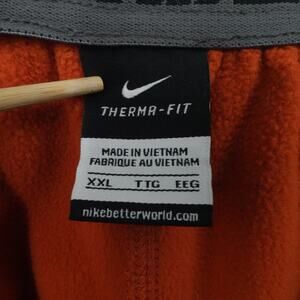 THERMA-FIT
MADE IN VIETNAM
FABRIQUE AU VIETNAM
XXL TTG EEG
nikebetterworld.com